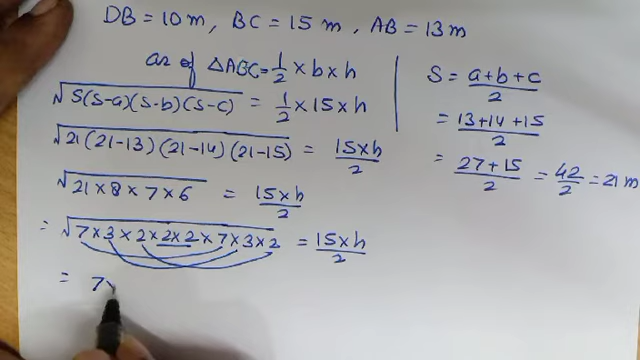 DB = 10 m, BC = 15 m, AB = 13 m
ar of △ABC = 1/2 × b × h
√S(S-a)(S-b)(S-c) = 1/2 × 15 × h
√21(21-13)(21-14)(21-15) = 15×h/2
√21 × 8 × 7 × 6 = 15×h/2
= √7×3×2×2×2×7×3×2 = 15×h/2
= 7×
S = a+b+c/2
= 13+14+15/2
= 27+15/2 = 42/2 = 21 m